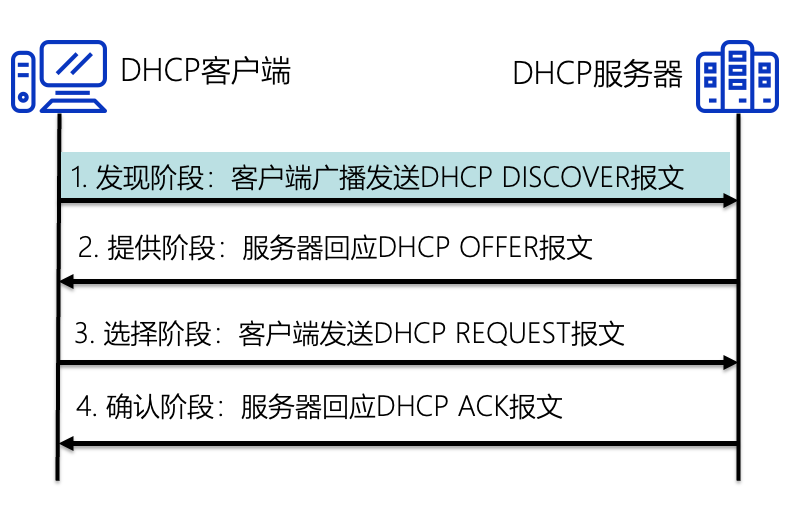 DHCP客户端
DHCP服务器
1. 发现阶段：客户端广播发送DHCP DISCOVER报文
2. 提供阶段：服务器回应DHCP OFFER报文
3. 选择阶段：客户端发送DHCP REQUEST报文
4. 确认阶段：服务器回应DHCP ACK报文